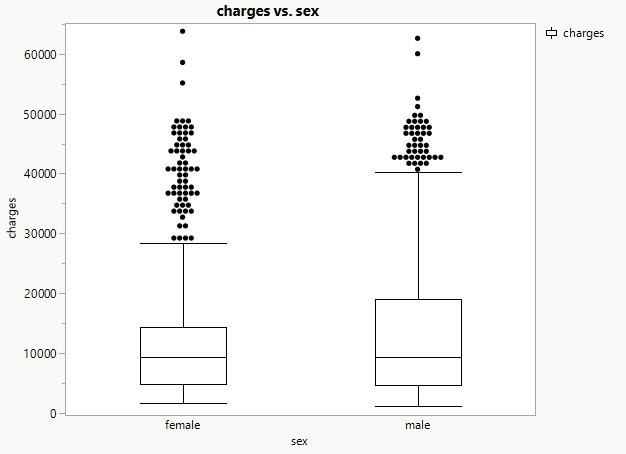 charges vs. sex
charges
60000
50000
40000
30000
20000
10000
0
charges
female
male
sex